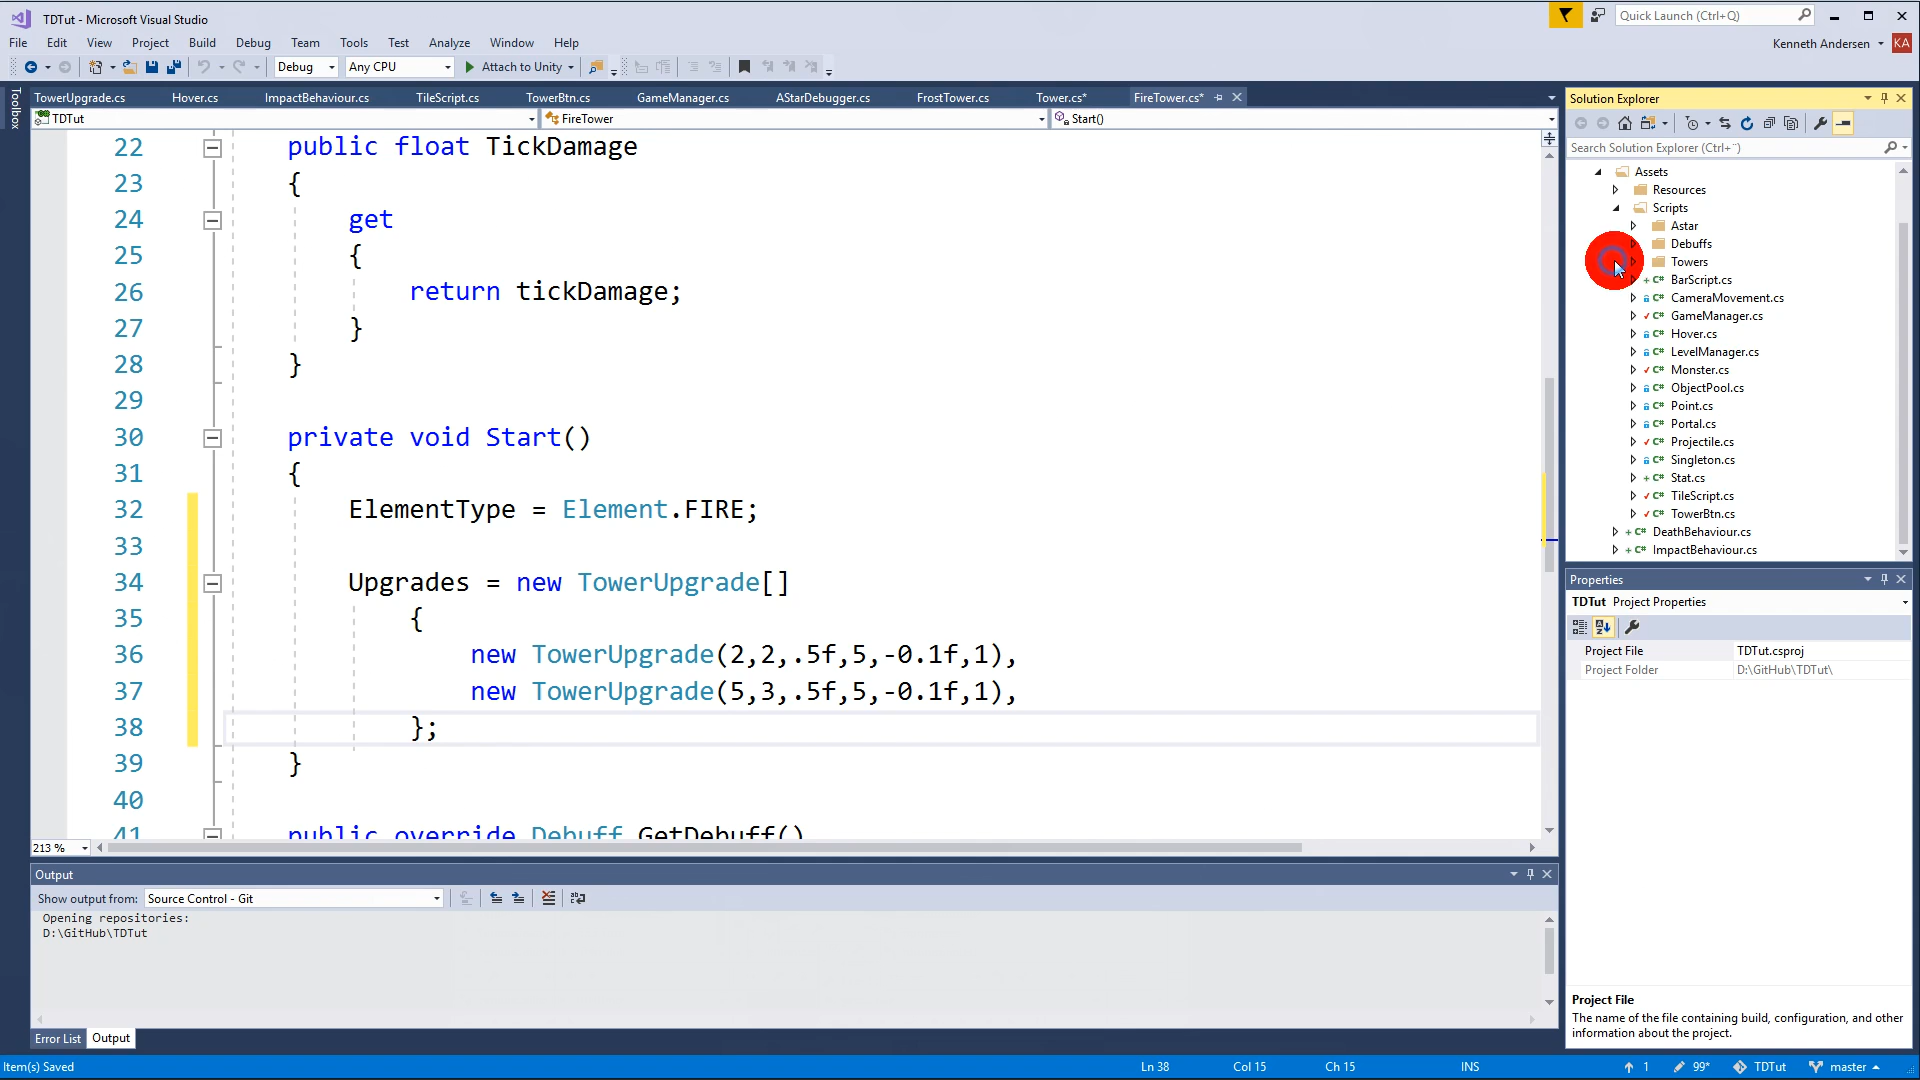 TDTut - Microsoft Visual Studio
Quick Launch (Ctrl+Q)
File Edit View Project Build Debug Team Tools Test Analyze Window Help
Kenneth Andersen KA
Debug Any CPU Attach to Unity
Toolbox
TowerUpgrade.cs Hover.cs ImpactBehaviour.cs TileScript.cs TowerBtn.cs GameManager.cs AStarDebugger.cs FrostTower.cs Tower.cs* FireTower.cs*
TDTut FireTower Start()
22 public float TickDamage
23 {
24 get
25 {
26 return tickDamage;
27 }
28 }
29
30 private void Start()
31 {
32 ElementType = Element.FIRE;
33
34 Upgrades = new TowerUpgrade[]
35 {
36 new TowerUpgrade(2,2,.5f,5,-0.1f,1),
37 new TowerUpgrade(5,3,.5f,5,-0.1f,1),
38 };
39 }
40
41 public override Debuff GetDebuff()
213 %
Output
Show output from: Source Control - Git
Opening repositories:
D:\GitHub\TDTut
Error List Output
Solution Explorer
Search Solution Explorer (Ctrl+¨)
Assets
Resources
Scripts
Astar
Debuffs
Towers
C# BarScript.cs
C# CameraMovement.cs
C# GameManager.cs
C# Hover.cs
C# LevelManager.cs
C# Monster.cs
C# ObjectPool.cs
C# Point.cs
C# Portal.cs
C# Projectile.cs
C# Singleton.cs
C# Stat.cs
C# TileScript.cs
C# TowerBtn.cs
C# DeathBehaviour.cs
C# ImpactBehaviour.cs
Properties
TDTut Project Properties
Project File TDTut.csproj
Project Folder D:\GitHub\TDTut\
Project File
The name of the file containing build, configuration, and other
information about the project.
Item(s) Saved Ln 38 Col 15 Ch 15 INS 1 99* TDTut master